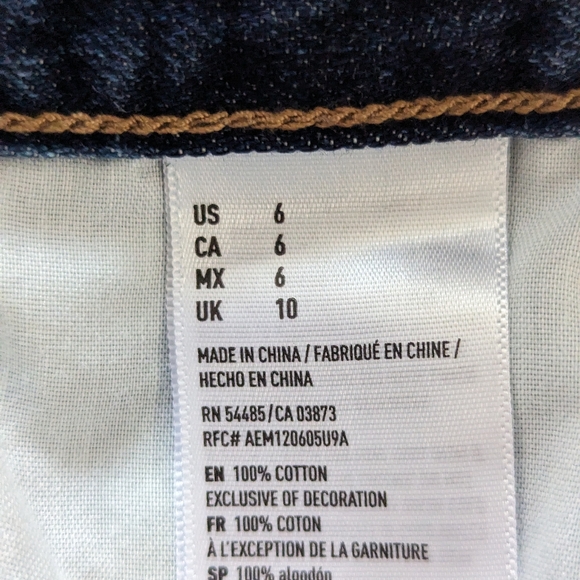 US 6
CA 6
MX 6
UK 10
MADE IN CHINA / FABRIQUÉ EN CHINE /
HECHO EN CHINA
RN 54485/CA 03873
RFC# AEM120605U9A
EN 100% COTTON
EXCLUSIVE OF DECORATION
FR 100% COTON
À L'EXCEPTION DE LA GARNITURE
SP 100% algodón